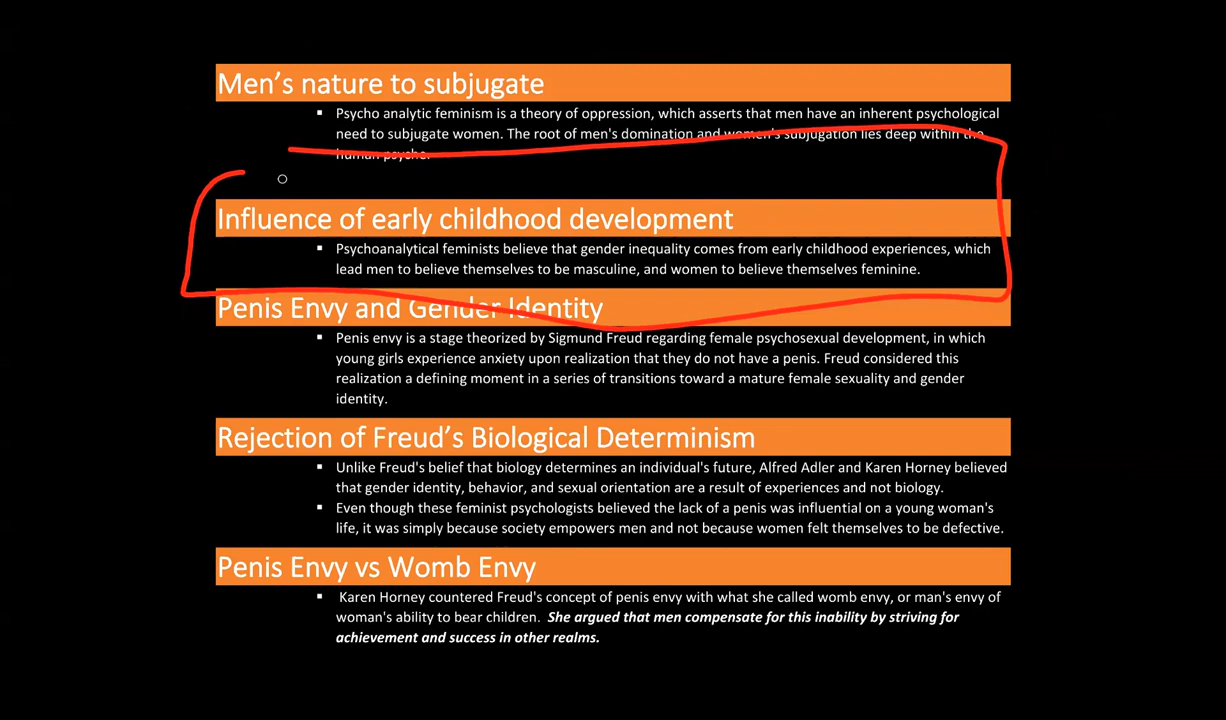 Men’s nature to subjugate
▪ Psycho analytic feminism is a theory of oppression, which asserts that men have an inherent psychological
need to subjugate women. The root of men's domination and women's subjugation lies deep within the
human psyche.
Influence of early childhood development
▪ Psychoanalytical feminists believe that gender inequality comes from early childhood experiences, which
lead men to believe themselves to be masculine, and women to believe themselves feminine.
Penis Envy and Gender Identity
▪ Penis envy is a stage theorized by Sigmund Freud regarding female psychosexual development, in which
young girls experience anxiety upon realization that they do not have a penis. Freud considered this
realization a defining moment in a series of transitions toward a mature female sexuality and gender
identity.
Rejection of Freud’s Biological Determinism
▪ Unlike Freud's belief that biology determines an individual's future, Alfred Adler and Karen Horney believed
that gender identity, behavior, and sexual orientation are a result of experiences and not biology.
▪ Even though these feminist psychologists believed the lack of a penis was influential on a young woman's
life, it was simply because society empowers men and not because women felt themselves to be defective.
Penis Envy vs Womb Envy
▪ Karen Horney countered Freud's concept of penis envy with what she called womb envy, or man's envy of
woman's ability to bear children. She argued that men compensate for this inability by striving for
achievement and success in other realms.